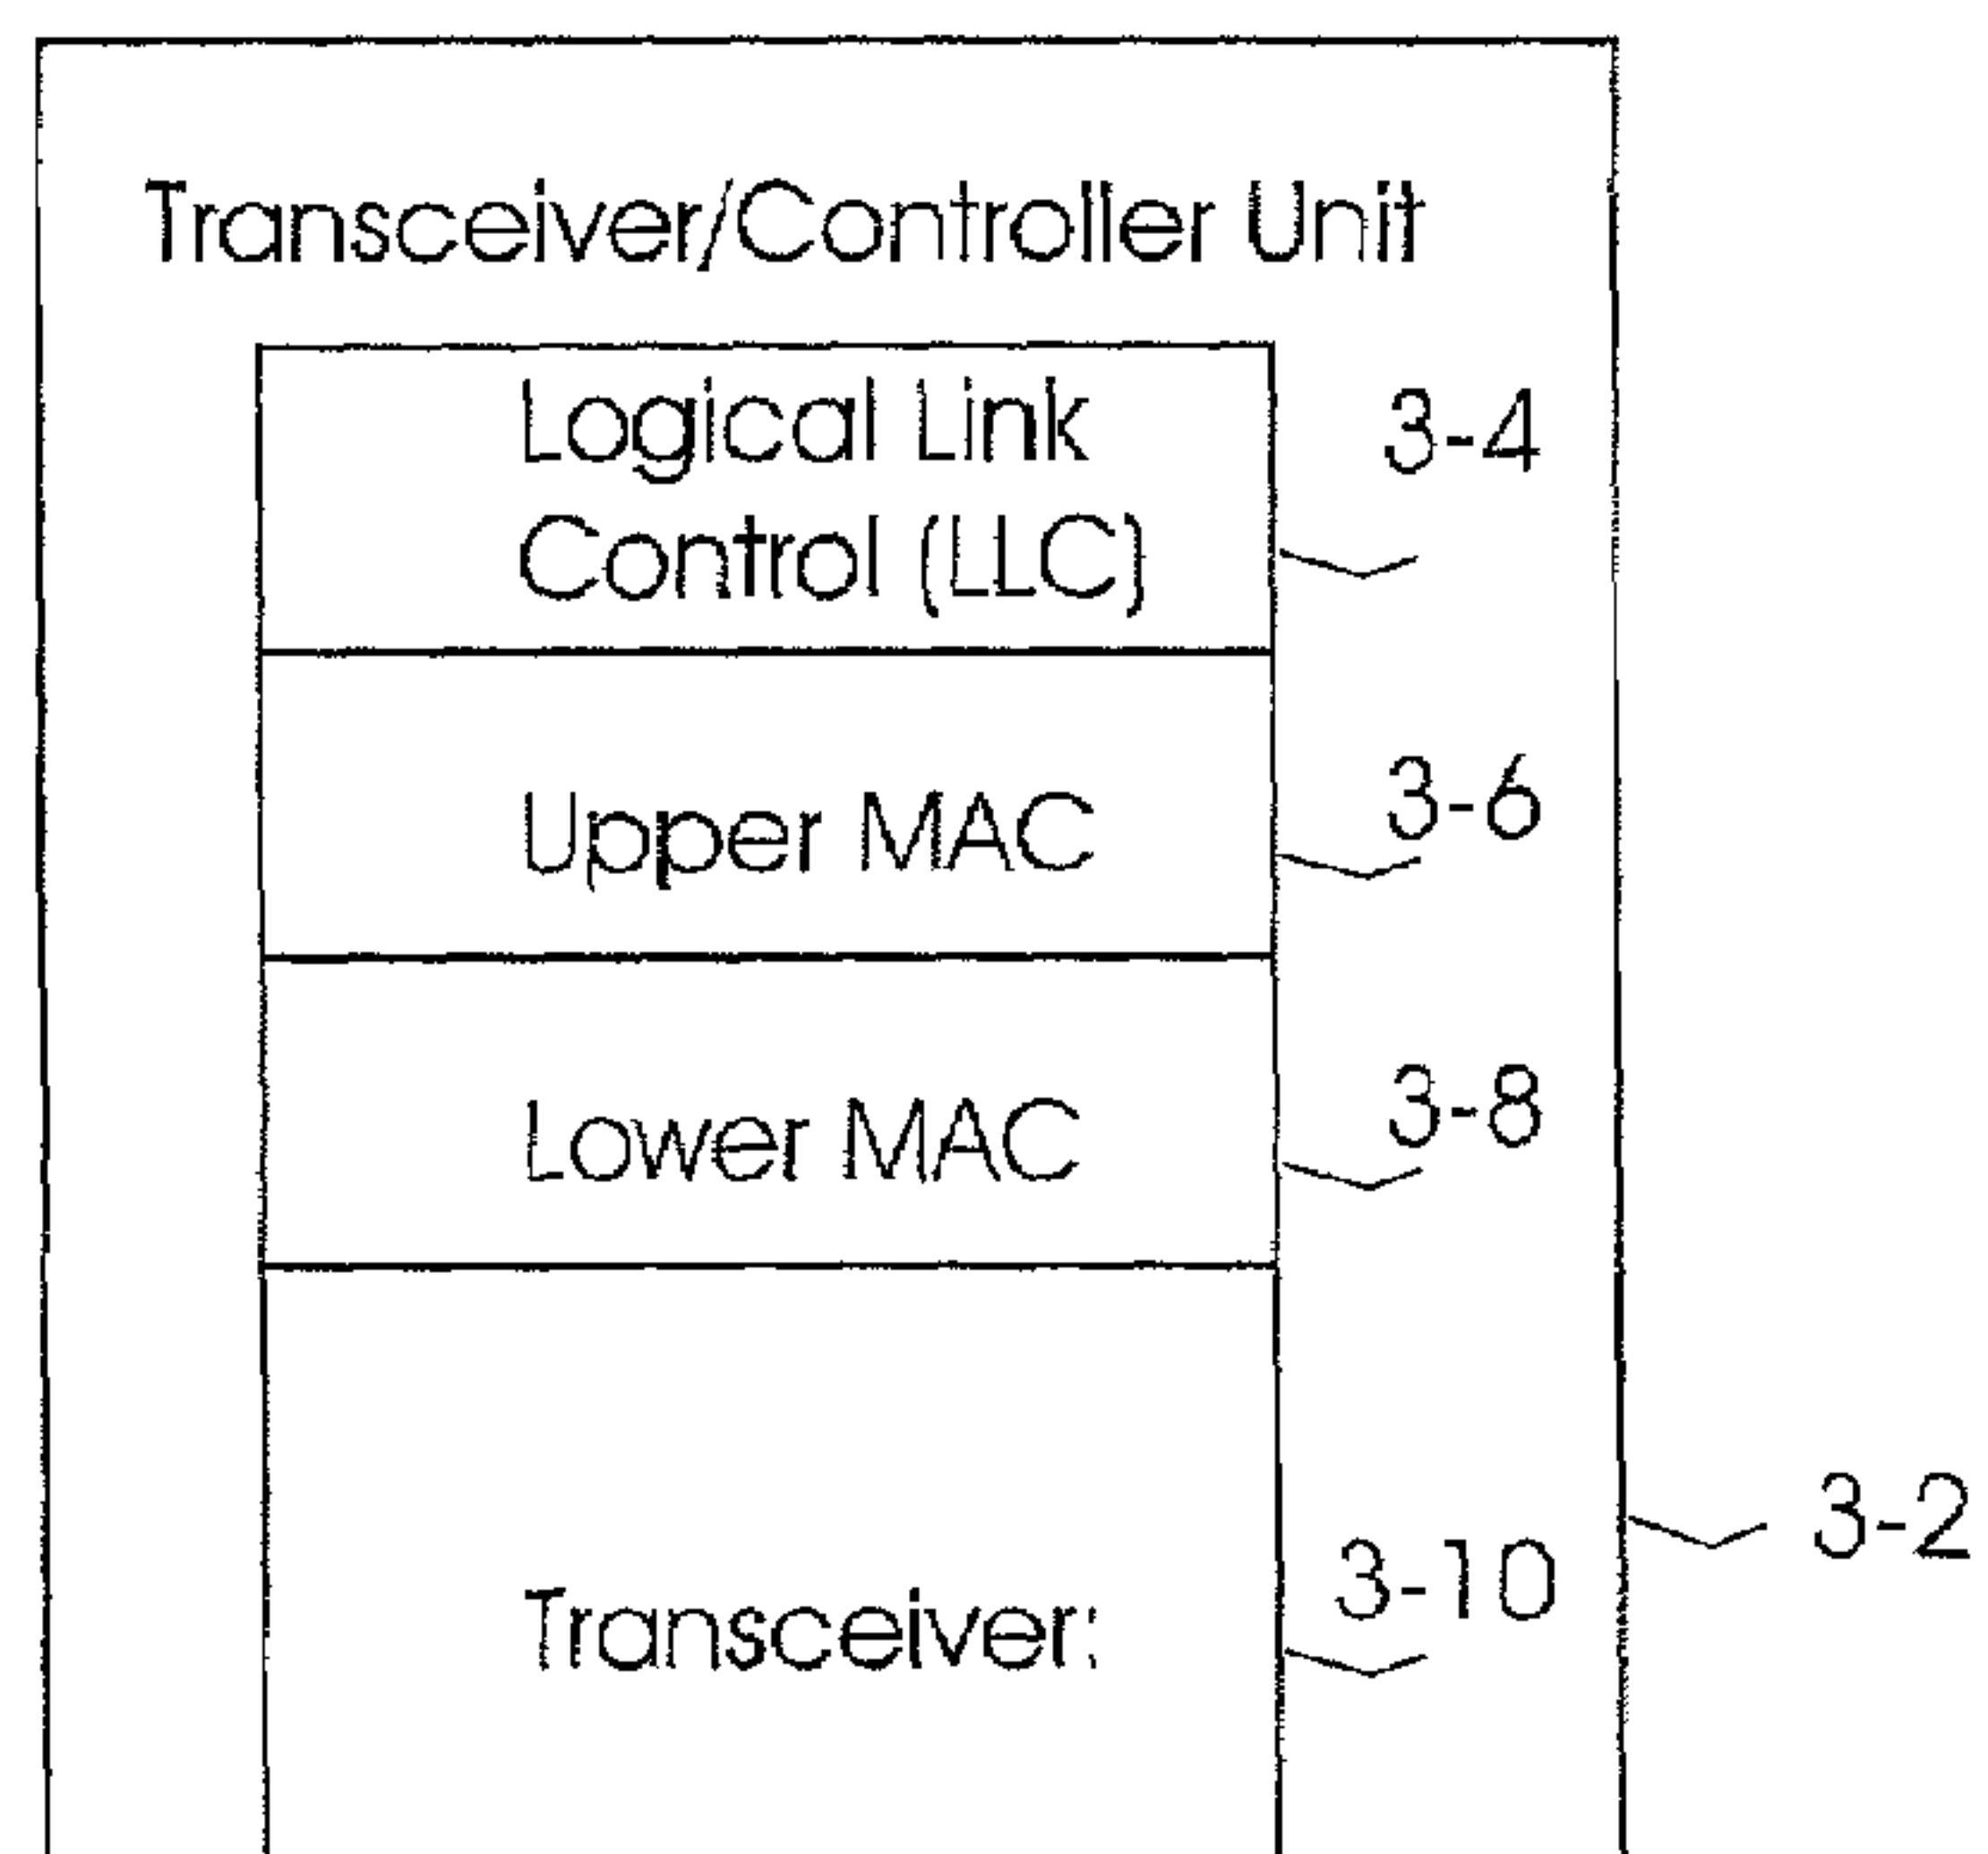 Transceiver/Controller Unit
Logical Link
Control (LLC)
3-4
Upper MAC
3-6
Lower MAC
3-8
3-2
Transceiver:
3-10